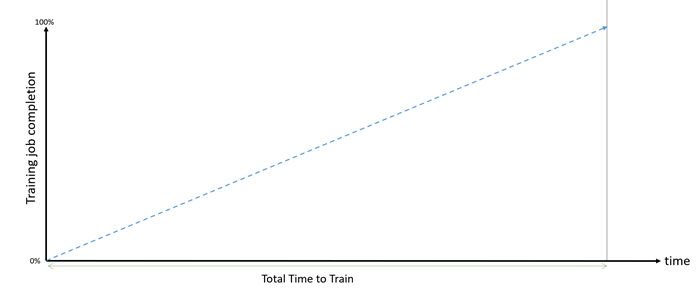 100%
Training job completion
0%
time
Total Time to Train